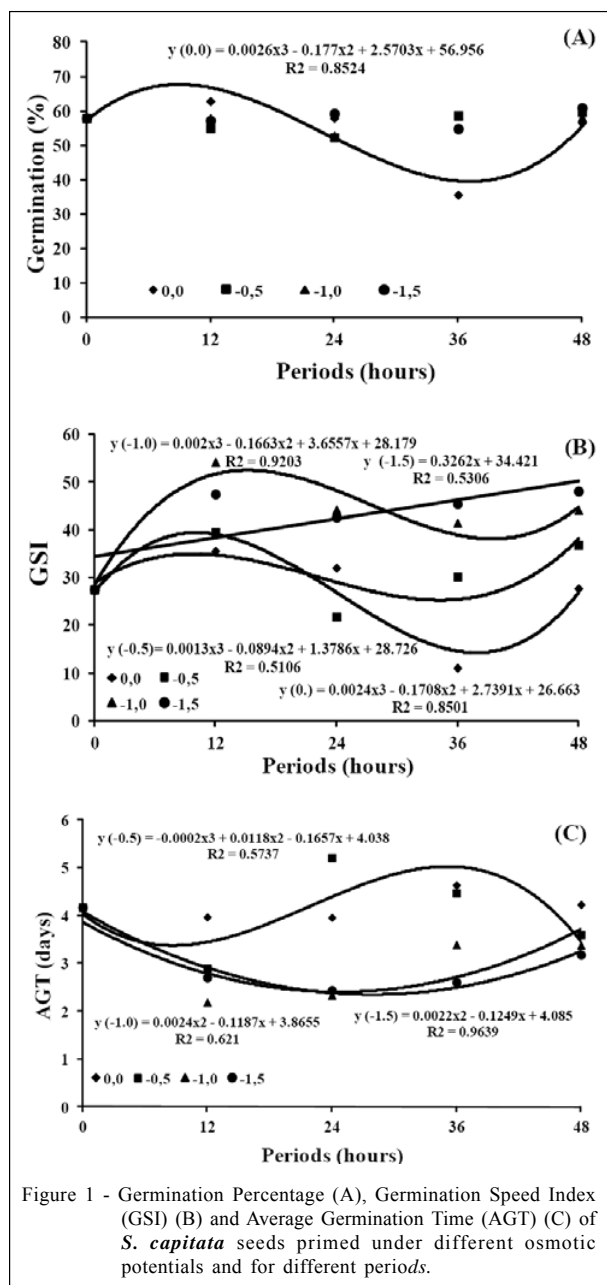 (A)
y (0.0) = 0.0026x3 - 0.177x2 + 2.5703x + 56.956
R2 = 0.8524
80
70
60
50
40
30
20
10
0
Germination (%)
0,0 -0,5 -1,0 -1,5
0 12 24 36 48
Periods (hours)
(B)
y (-1.0) = 0.002x3 - 0.1663x2 + 3.6557x + 28.179
R2 = 0.9203
y (-1.5) = 0.3262x + 34.421
R2 = 0.5306
60
50
40
30
20
10
0
GSI
y (-0.5) = 0.0013x3 - 0.0894x2 + 1.3786x + 28.726
R2 = 0.5106
0,0 -0,5
-1,0 -1,5
y (0.) = 0.0024x3 - 0.1708x2 + 2.7391x + 26.663
R2 = 0.8501
0 12 24 36 48
Periods (hours)
(C)
y (-0.5) = -0.0002x3 + 0.0118x2 - 0.1657x + 4.038
R2 = 0.5737
6
5
4
3
2
1
0
AGT (days)
y (-1.0) = 0.0024x2 - 0.1187x + 3.8655
R2 = 0.621
y (-1.5) = 0.0022x2 - 0.1249x + 4.085
R2 = 0.9639
0,0 -0,5 -1,0 -1,5
0 12 24 36 48
Periods (hours)
Figure 1 - Germination Percentage (A), Germination Speed Index
(GSI) (B) and Average Germination Time (AGT) (C) of
S. capitata seeds primed under different osmotic
potentials and for different periods.